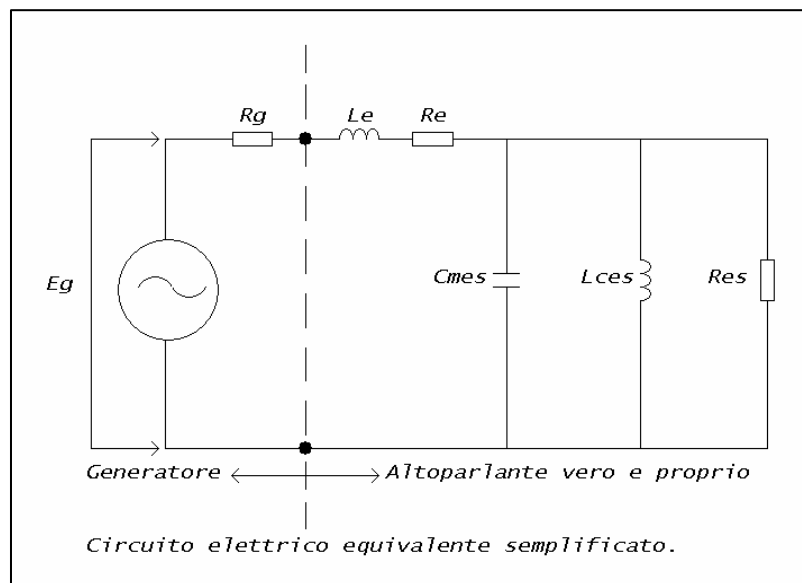 Rg
Le
Re
Eg
Cmes
Lces
Res
Generatore
Altoparlante vero e proprio
Circuito elettrico equivalente semplificato.